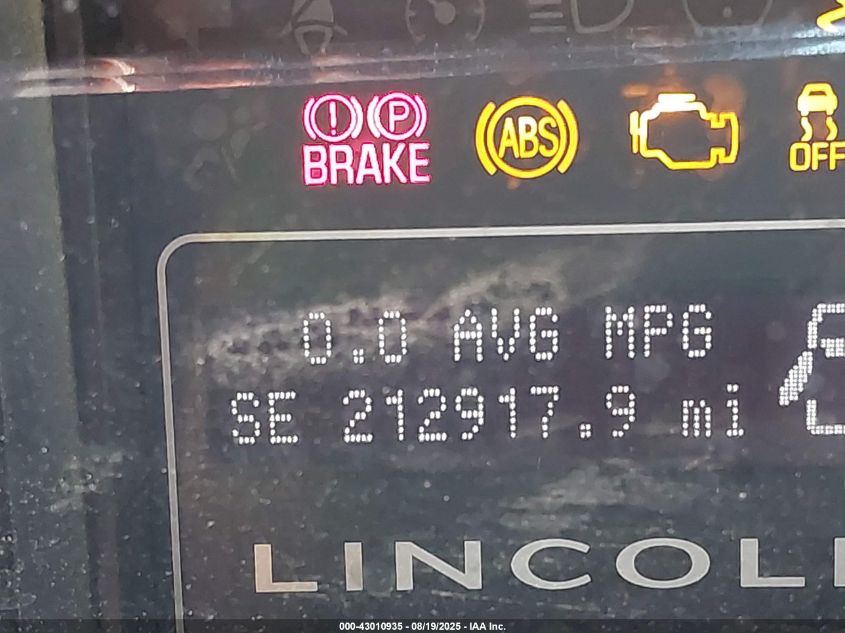 (!) (P)
BRAKE
ABS
OFF
0.0 AVG MPG
SE 212917.9 mi
LINCOL
000-43010935 - 08/19/2025 - IAA Inc.